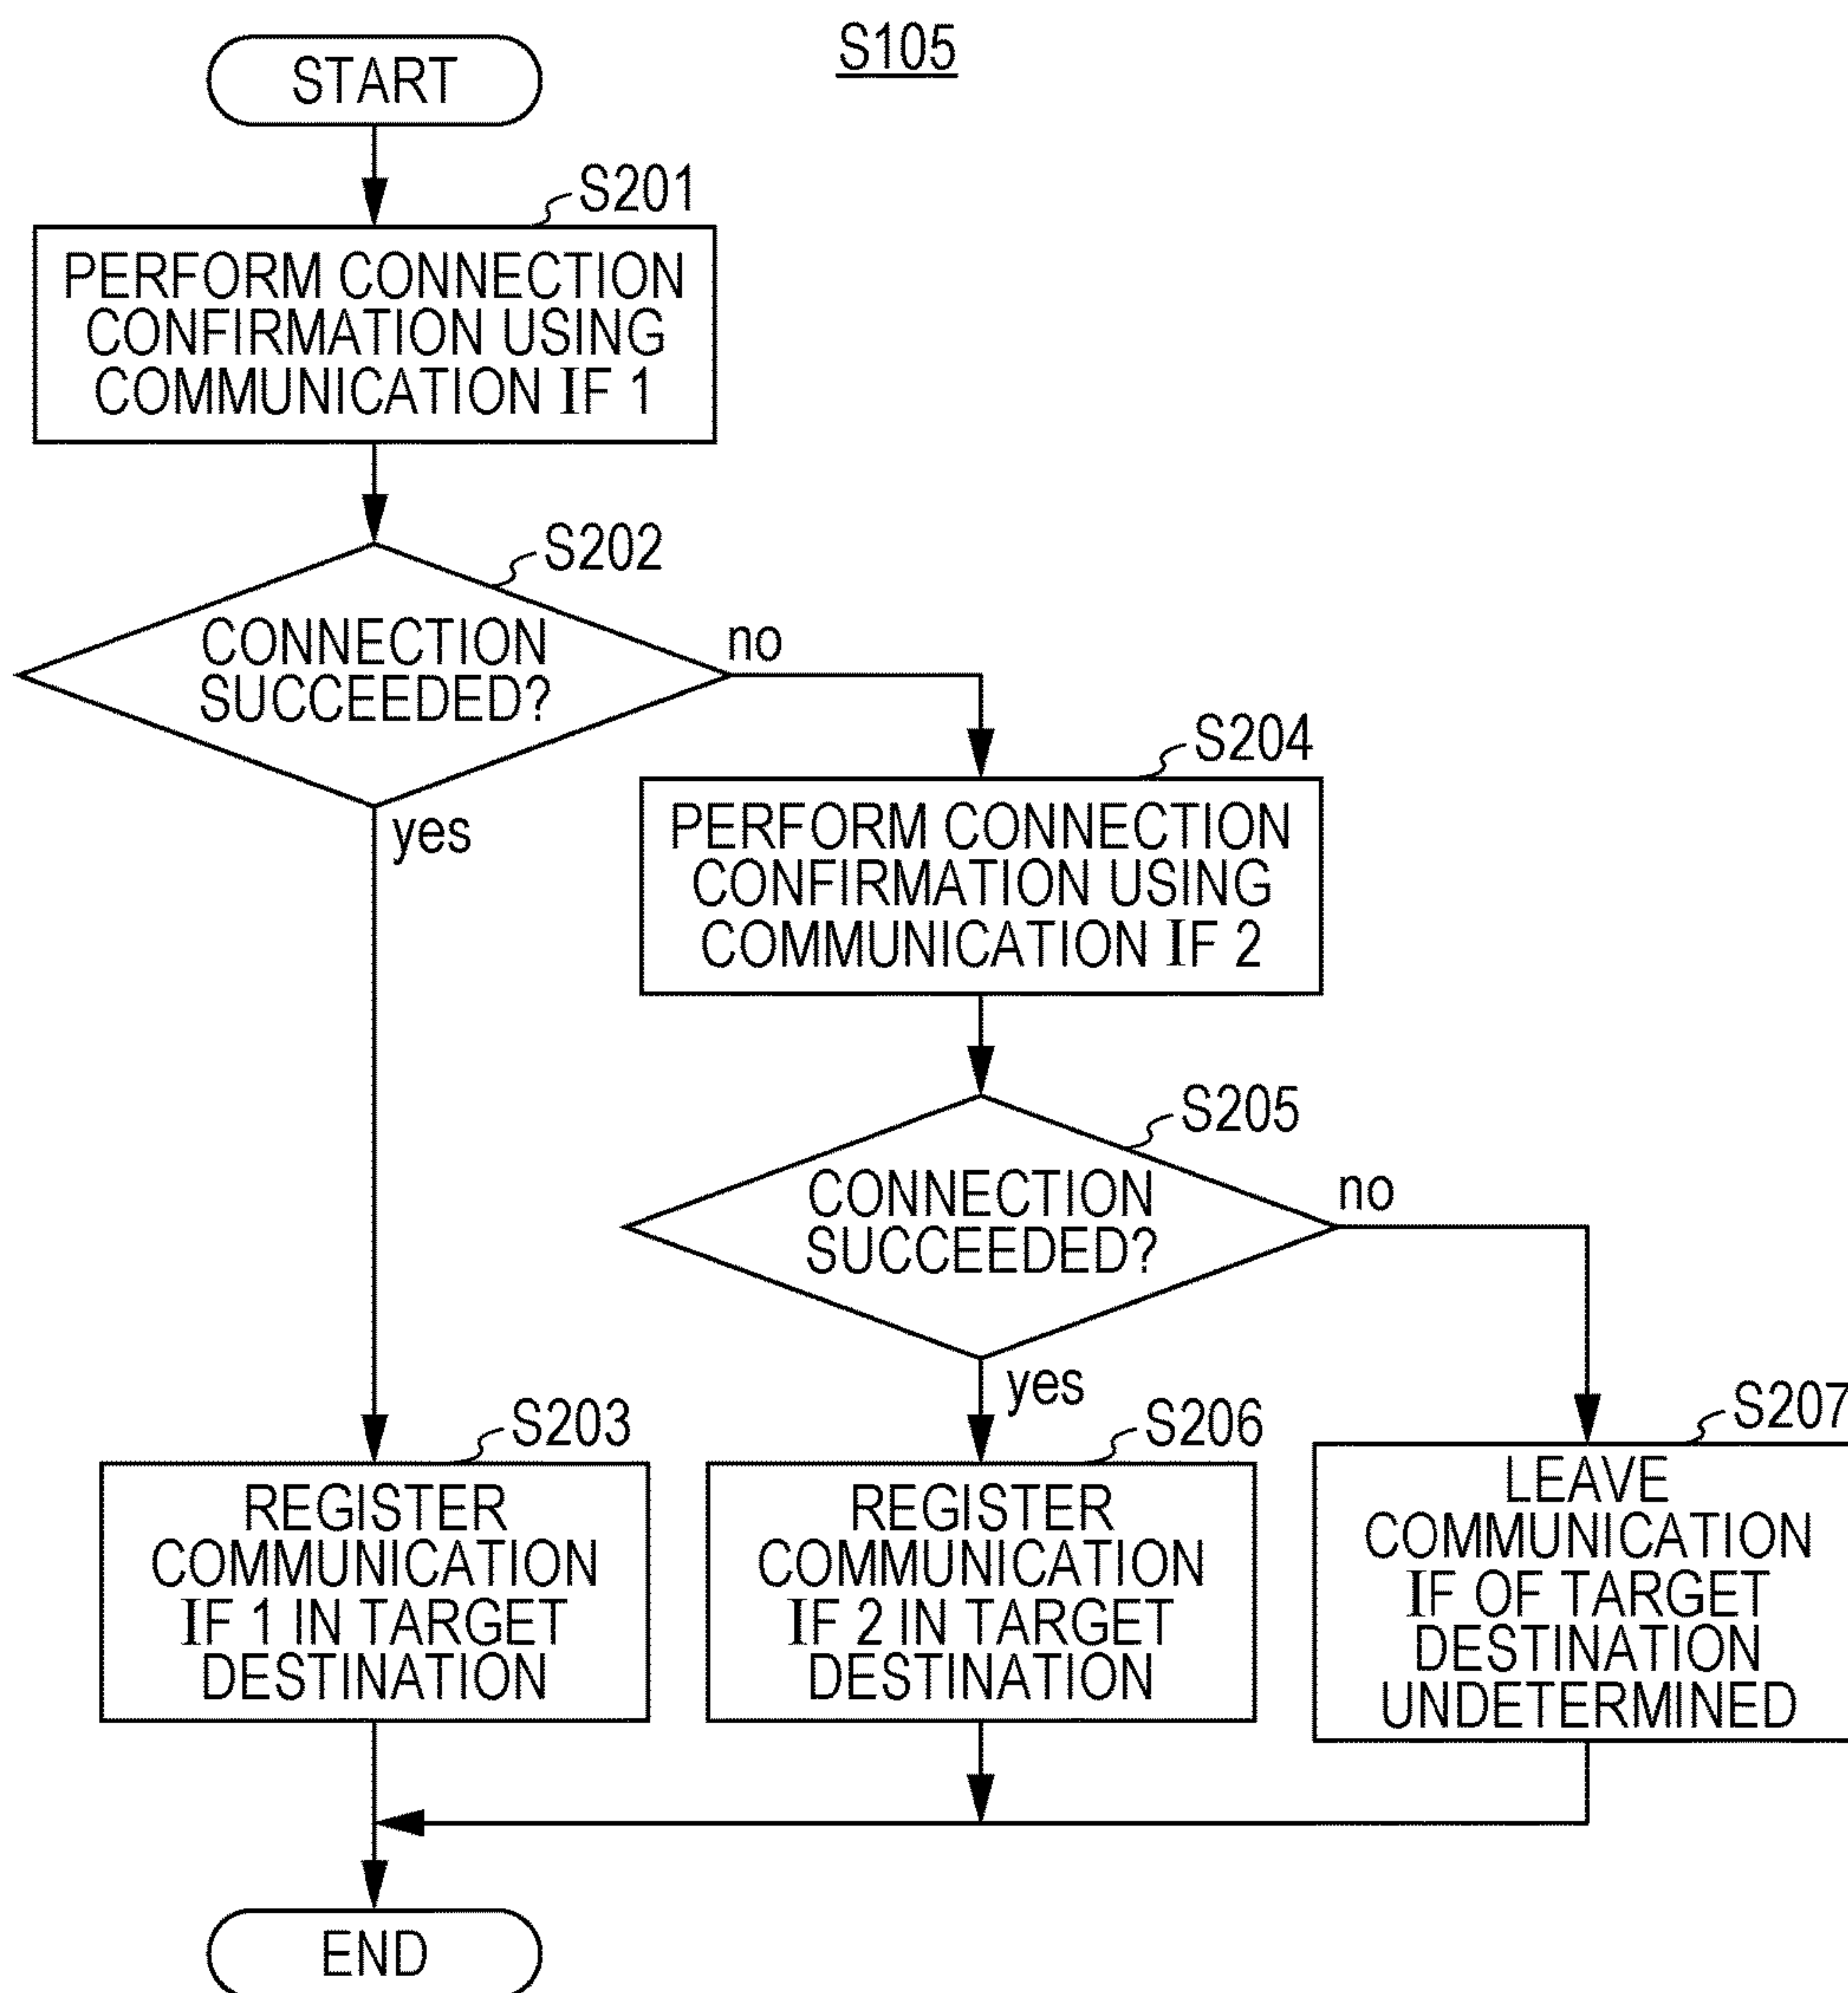 S105
START
S201
PERFORM CONNECTION
CONFIRMATION USING
COMMUNICATION IF 1
S202
CONNECTION
SUCCEEDED?
no
yes
S204
PERFORM CONNECTION
CONFIRMATION USING
COMMUNICATION IF 2
S205
CONNECTION
SUCCEEDED?
no
yes
S203
REGISTER
COMMUNICATION
IF 1 IN TARGET
DESTINATION
S206
REGISTER
COMMUNICATION
IF 2 IN TARGET
DESTINATION
S207
LEAVE
COMMUNICATION
IF OF TARGET
DESTINATION
UNDETERMINED
END